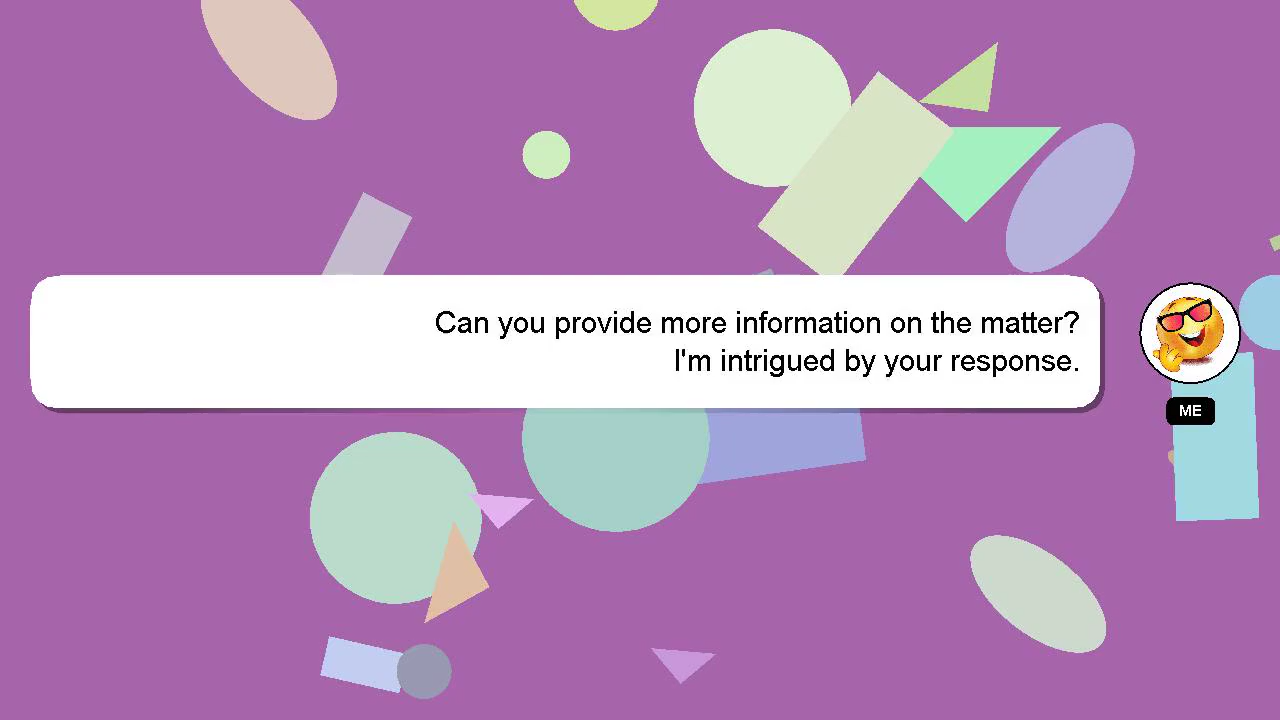 Can you provide more information on the matter?
I'm intrigued by your response.
ME